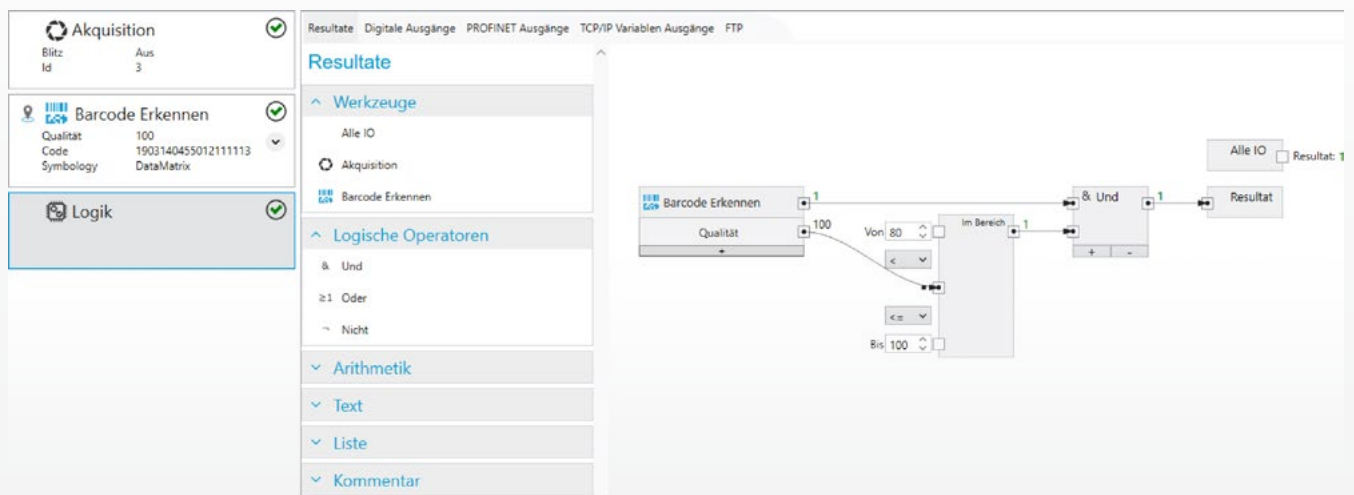 Akquisition
Blitz Aus
Id 3
Barcode Erkennen
Qualität 100
Code 1903140455012111113
Symbology DataMatrix
Logik
Resultate Digitale Ausgänge PROFINET Ausgänge TCP/IP Variablen Ausgänge FTP
Resultate
Werkzeuge
Alle IO
Akquisition
Barcode Erkennen
Logische Operatoren
& Und
≥1 Oder
¬ Nicht
Arithmetik
Text
Liste
Kommentar
Alle IO Resultat: 1
Barcode Erkennen 1
Qualität 100
+
Von 80
<
Im Bereich 1
<=
Bis 100
& Und 1
+ -
Resultat